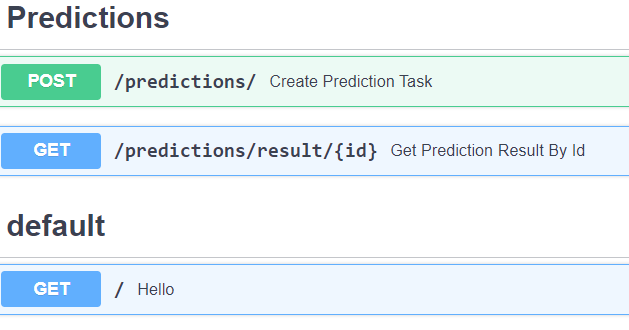 Predictions
POST /predictions/ Create Prediction Task
GET /predictions/result/{id} Get Prediction Result By Id
default
GET / Hello